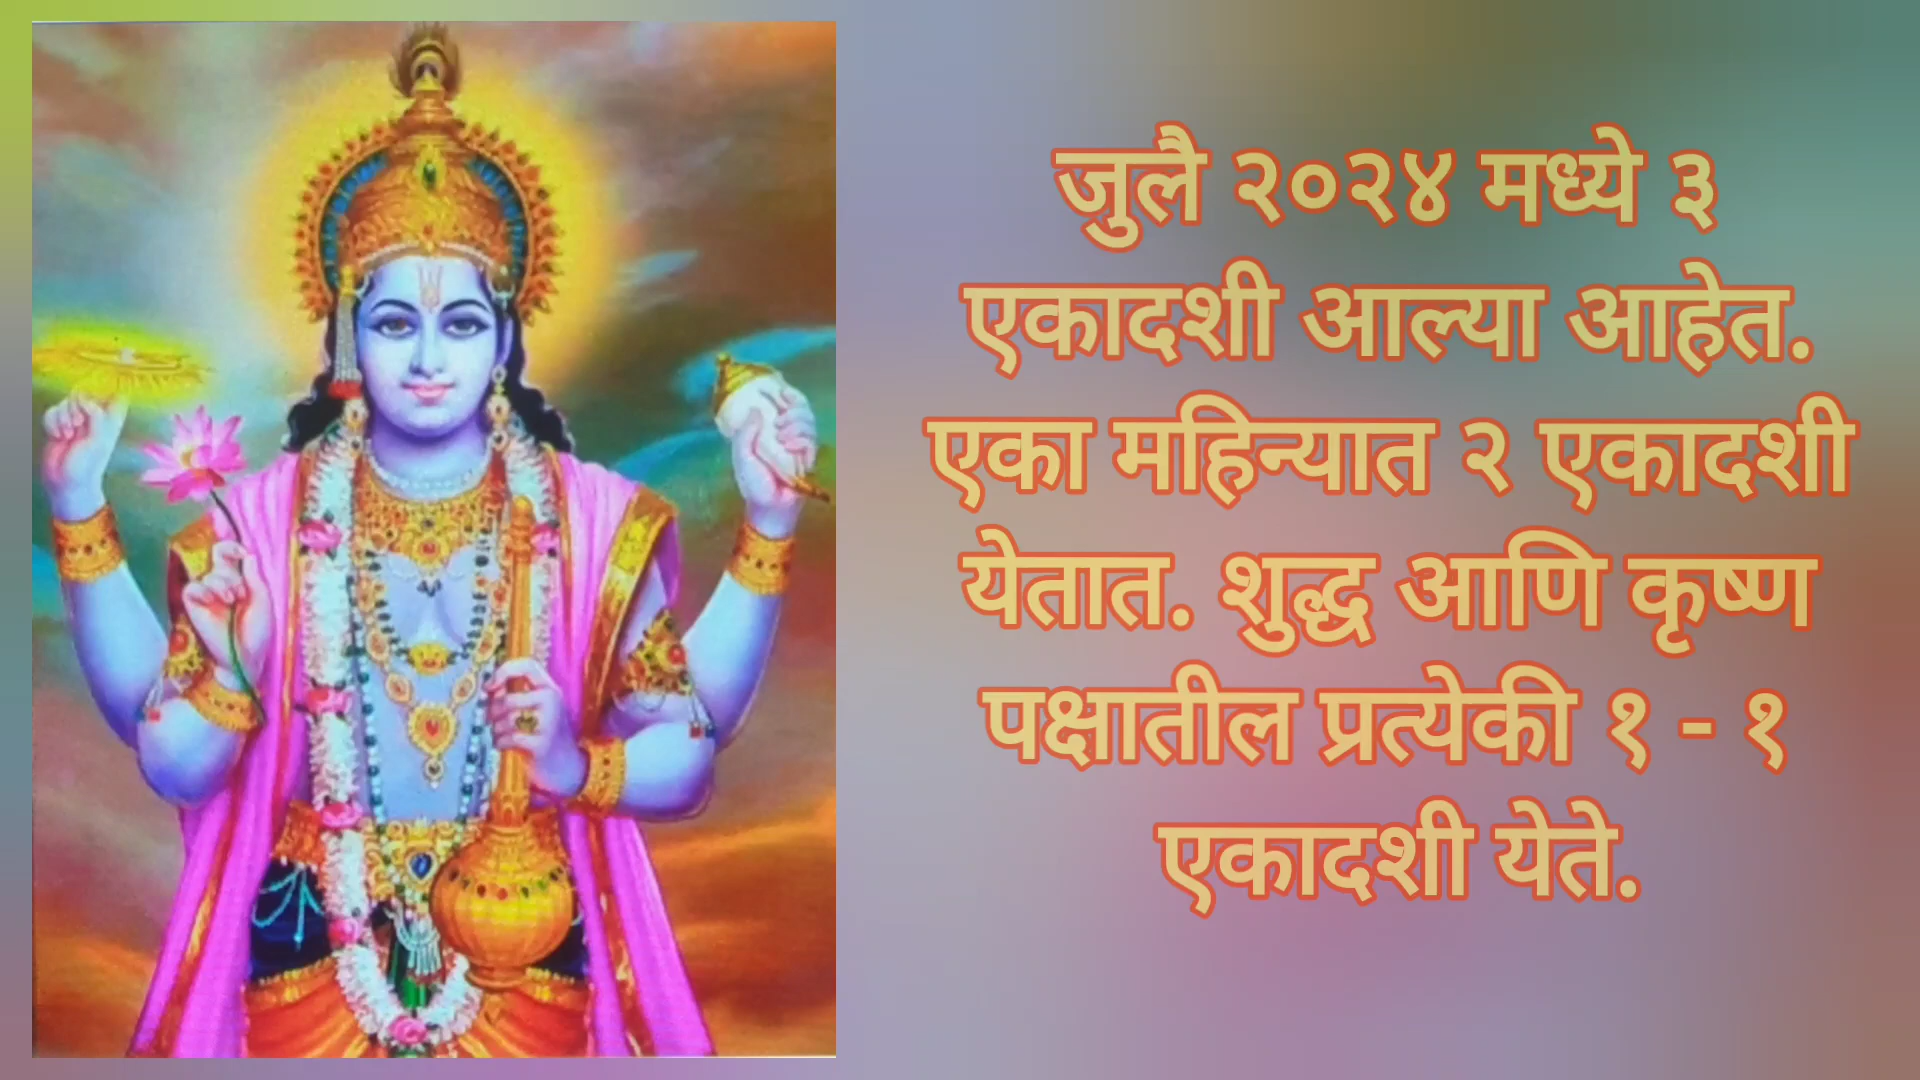 जुलै २०२४ मध्ये ३
एकादशी आल्या आहेत.
एका महिन्यात २ एकादशी
येतात. शुद्ध आणि कृष्ण
पक्षातील प्रत्येकी १ - १
एकादशी येते.